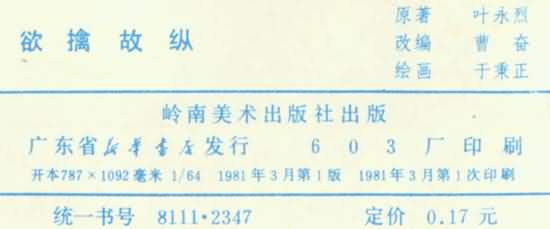 欲擒故纵
原著 叶永烈
改编 曹奋
绘画 于秉正
岭南美术出版社出版
广东省新华书店发行 603厂印刷
开本787×1092毫米 1/64 1981年3月第1版 1981年3月第1次印刷
统一书号 8111·2347 定价 0.17元